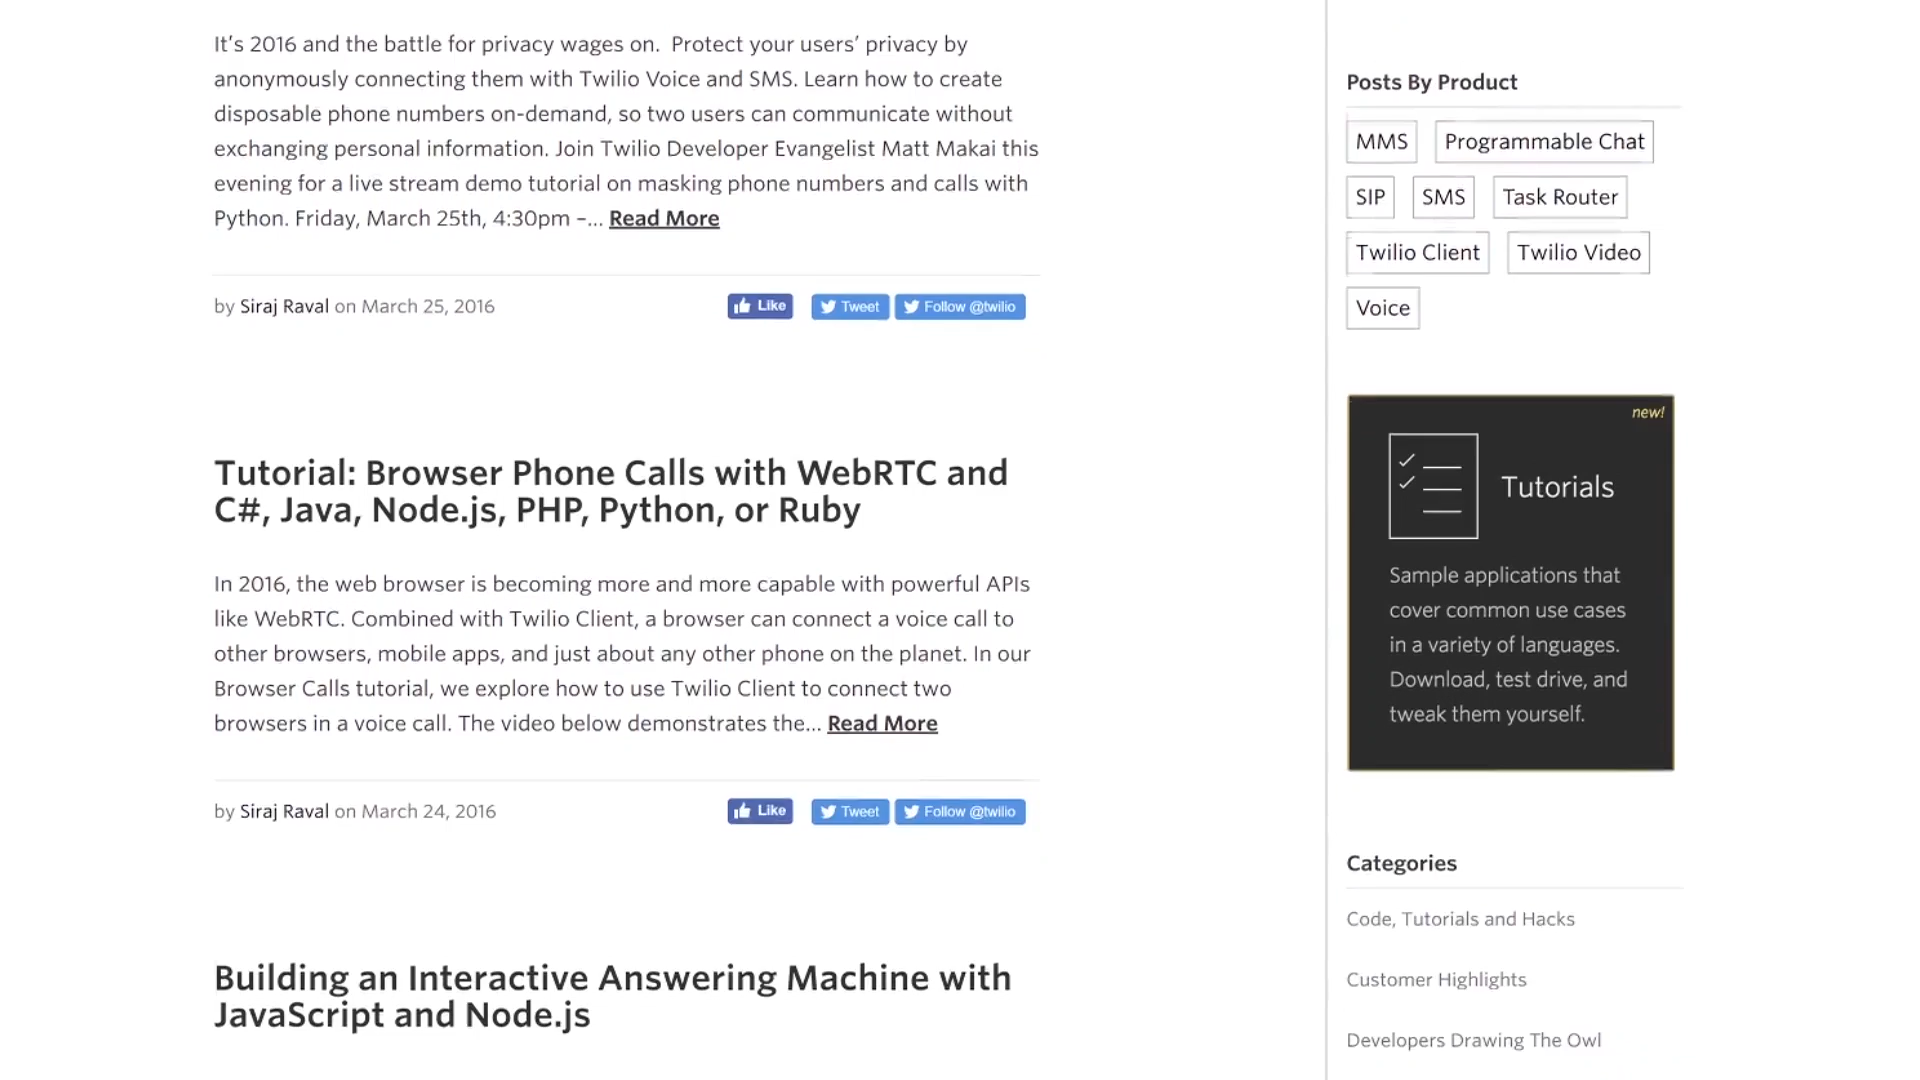 It's 2016 and the battle for privacy wages on.  Protect your users' privacy by
anonymously connecting them with Twilio Voice and SMS. Learn how to create
disposable phone numbers on-demand, so two users can communicate without
exchanging personal information. Join Twilio Developer Evangelist Matt Makai this
evening for a live stream demo tutorial on masking phone numbers and calls with
Python. Friday, March 25th, 4:30pm –... Read More
by Siraj Raval on March 25, 2016
Like
Tweet
Follow @twilio
Tutorial: Browser Phone Calls with WebRTC and
C#, Java, Node.js, PHP, Python, or Ruby
In 2016, the web browser is becoming more and more capable with powerful APIs
like WebRTC. Combined with Twilio Client, a browser can connect a voice call to
other browsers, mobile apps, and just about any other phone on the planet. In our
Browser Calls tutorial, we explore how to use Twilio Client to connect two
browsers in a voice call. The video below demonstrates the... Read More
by Siraj Raval on March 24, 2016
Like
Tweet
Follow @twilio
Building an Interactive Answering Machine with
JavaScript and Node.js
Posts By Product
MMS
Programmable Chat
SIP
SMS
Task Router
Twilio Client
Twilio Video
Voice
new!
Tutorials
Sample applications that
cover common use cases
in a variety of languages.
Download, test drive, and
tweak them yourself.
Categories
Code, Tutorials and Hacks
Customer Highlights
Developers Drawing The Owl